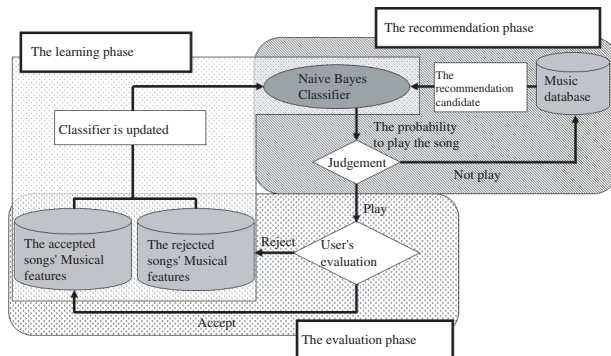 The recommendation phase
The learning phase
Naive Bayes
Classifier
The
recommendation
candidate
Music
database
Classifier is updated
The probability
to play the song
Judgement
Not play
Play
The accepted
songs' Musical
features
The rejected
songs' Musical
features
Reject
User's
evaluation
Accept
The evaluation phase